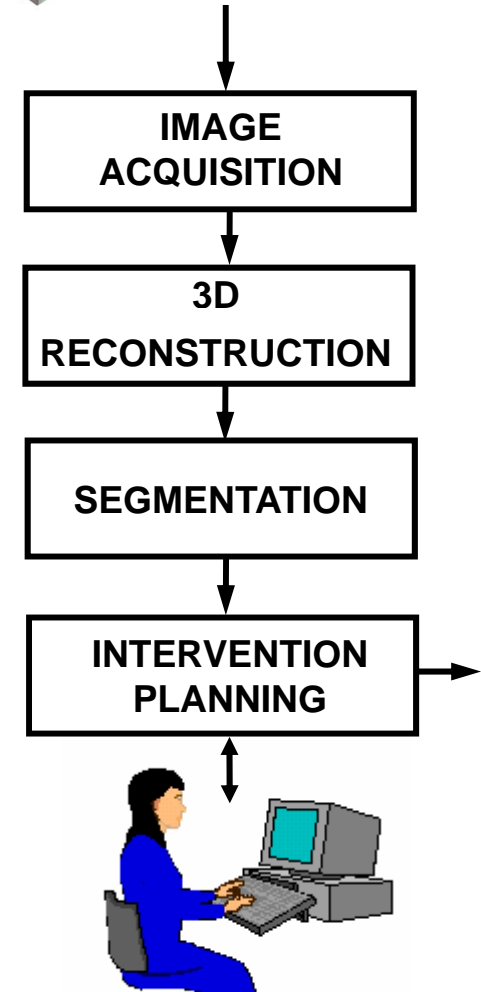 IMAGE
ACQUISITION
3D
RECONSTRUCTION
SEGMENTATION
INTERVENTION
PLANNING